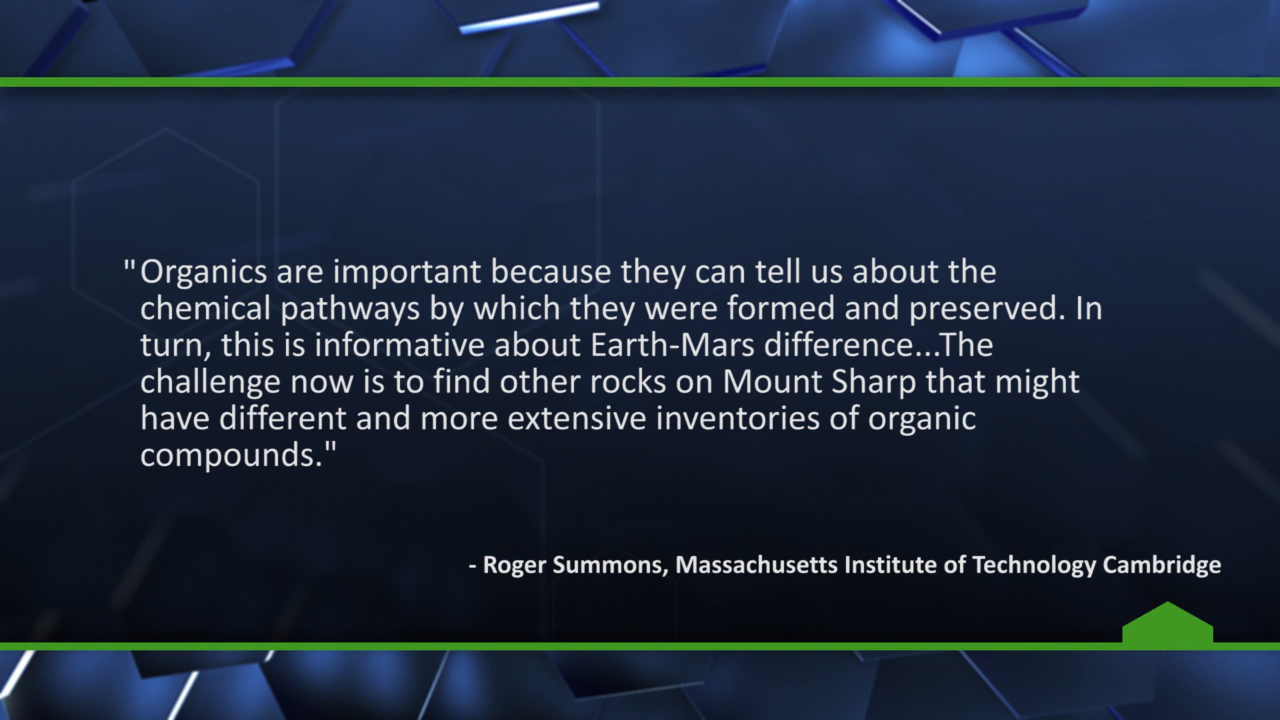 "Organics are important because they can tell us about the
chemical pathways by which they were formed and preserved. In
turn, this is informative about Earth-Mars difference...The
challenge now is to find other rocks on Mount Sharp that might
have different and more extensive inventories of organic
compounds."
- Roger Summons, Massachusetts Institute of Technology Cambridge